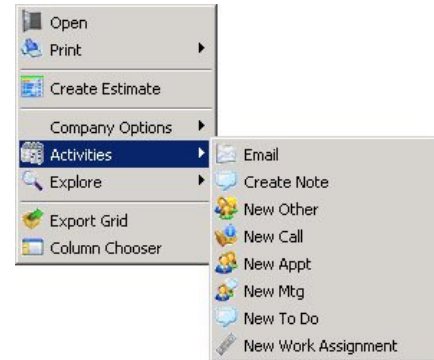 Open
Print
Create Estimate
Company Options
Activities
Explore
Export Grid
Column Chooser
Email
Create Note
New Other
New Call
New Appt
New Mtg
New To Do
New Work Assignment